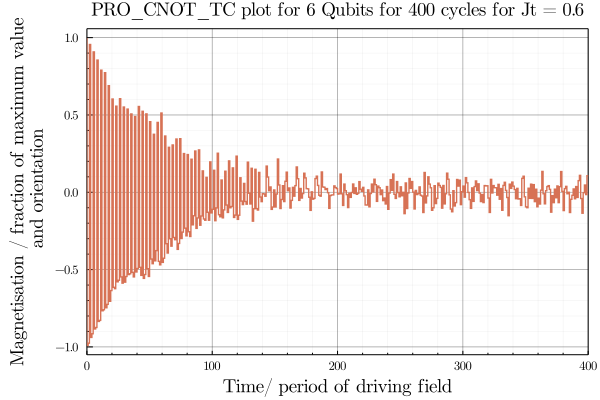 PRO_CNOT_TC plot for 6 Qubits for 400 cycles for Jt = 0.6
Magnetisation / fraction of maximum value
and orientation
1.0
0.5
0.0
−0.5
−1.0
0
100
200
300
400
Time/ period of driving field